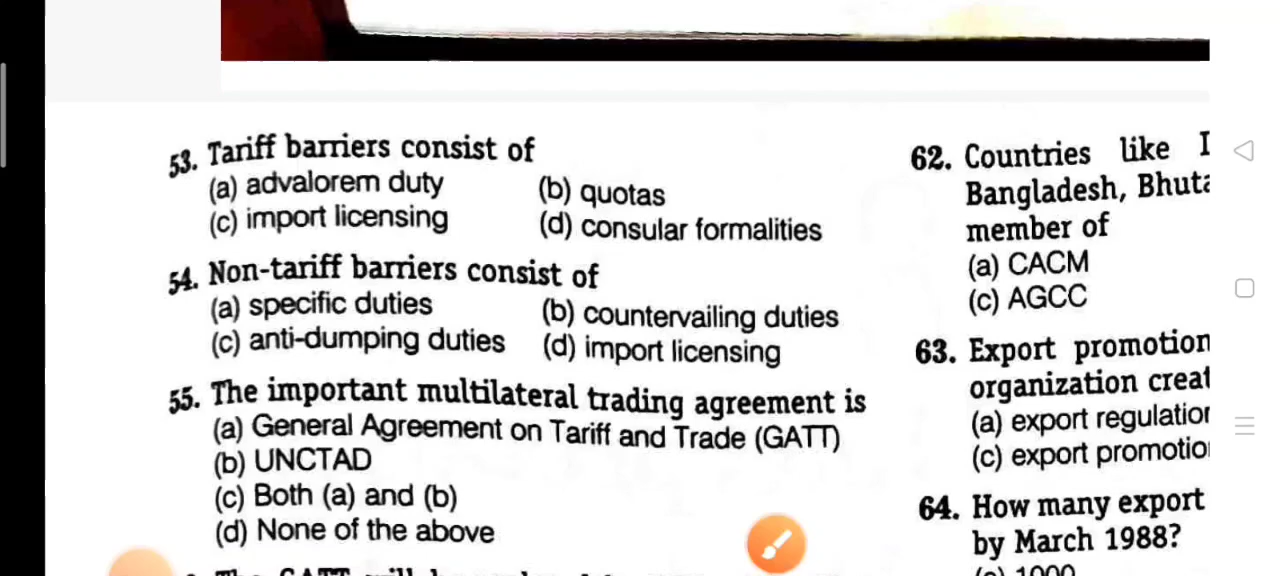 53. Tariff barriers consist of
(a) advalorem duty (b) quotas
(c) import licensing (d) consular formalities
54. Non-tariff barriers consist of
(a) specific duties (b) countervailing duties
(c) anti-dumping duties (d) import licensing
55. The important multilateral trading agreement is
(a) General Agreement on Tariff and Trade (GATT)
(b) UNCTAD
(c) Both (a) and (b)
(d) None of the above
62. Countries like
Bangladesh,
member of
(a) CACM
(c) AGCC
63. Export promotion
organization
(a) export
(c) export
64. How many export
by March 1988?